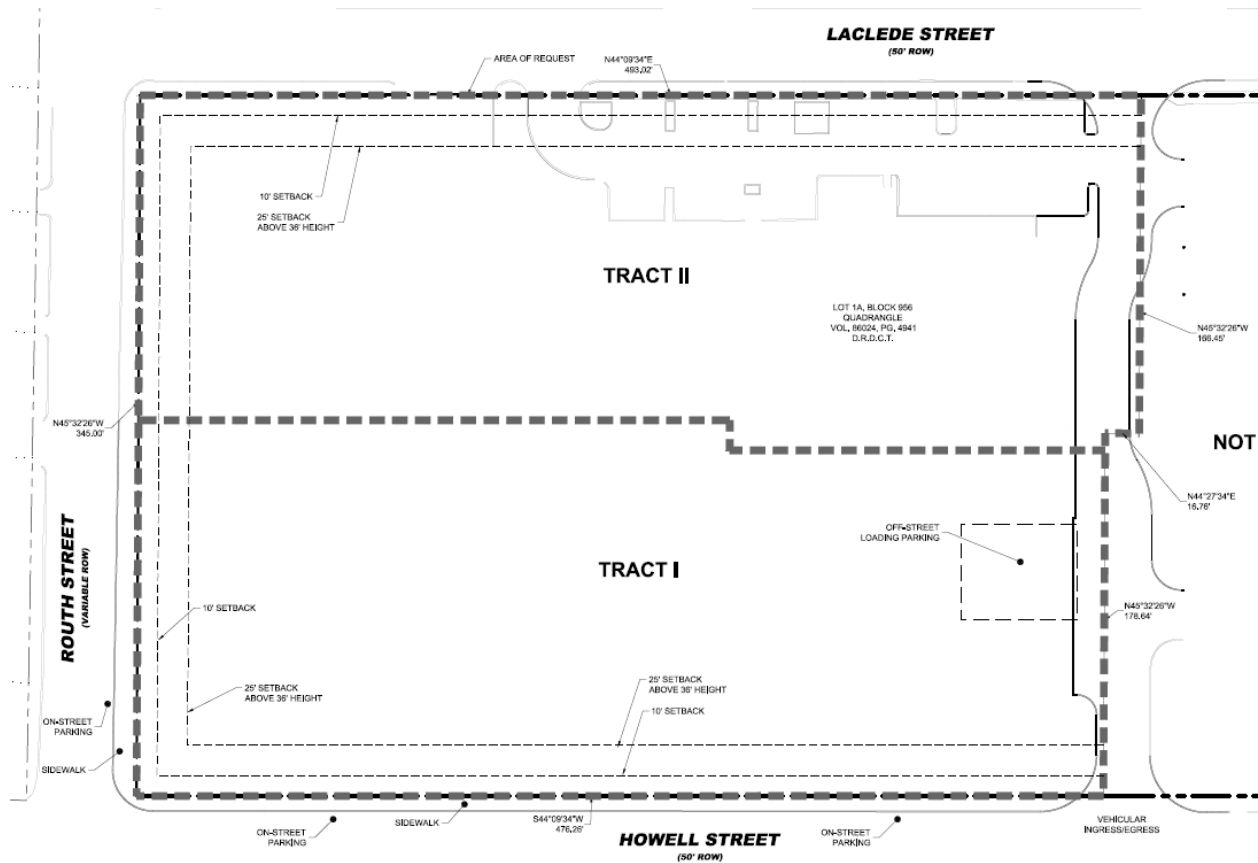 LACLEDE STREET
(50' ROW)
AREA OF REQUEST
N44°09'34"E
493.02'
10' SETBACK
25' SETBACK
ABOVE 36' HEIGHT
TRACT II
LOT 1A, BLOCK 956
QUADRANGLE
VOL. 86024, PG. 4941
D.R.D.C.T.
N45°32'26"W
166.45'
N45°32'26"W
345.00'
NOT
N44°27'34"E
16.76'
OFF-STREET
LOADING PARKING
TRACT I
ROUTH STREET
(VARIABLE ROW)
10' SETBACK
N45°32'26"W
178.64'
25' SETBACK
ABOVE 36' HEIGHT
25' SETBACK
ABOVE 36' HEIGHT
10' SETBACK
ON-STREET
PARKING
SIDEWALK
ON-STREET
PARKING
SIDEWALK
S44°09'34"W
476.26'
HOWELL STREET
(50' ROW)
ON-STREET
PARKING
VEHICULAR
INGRESS/EGRESS